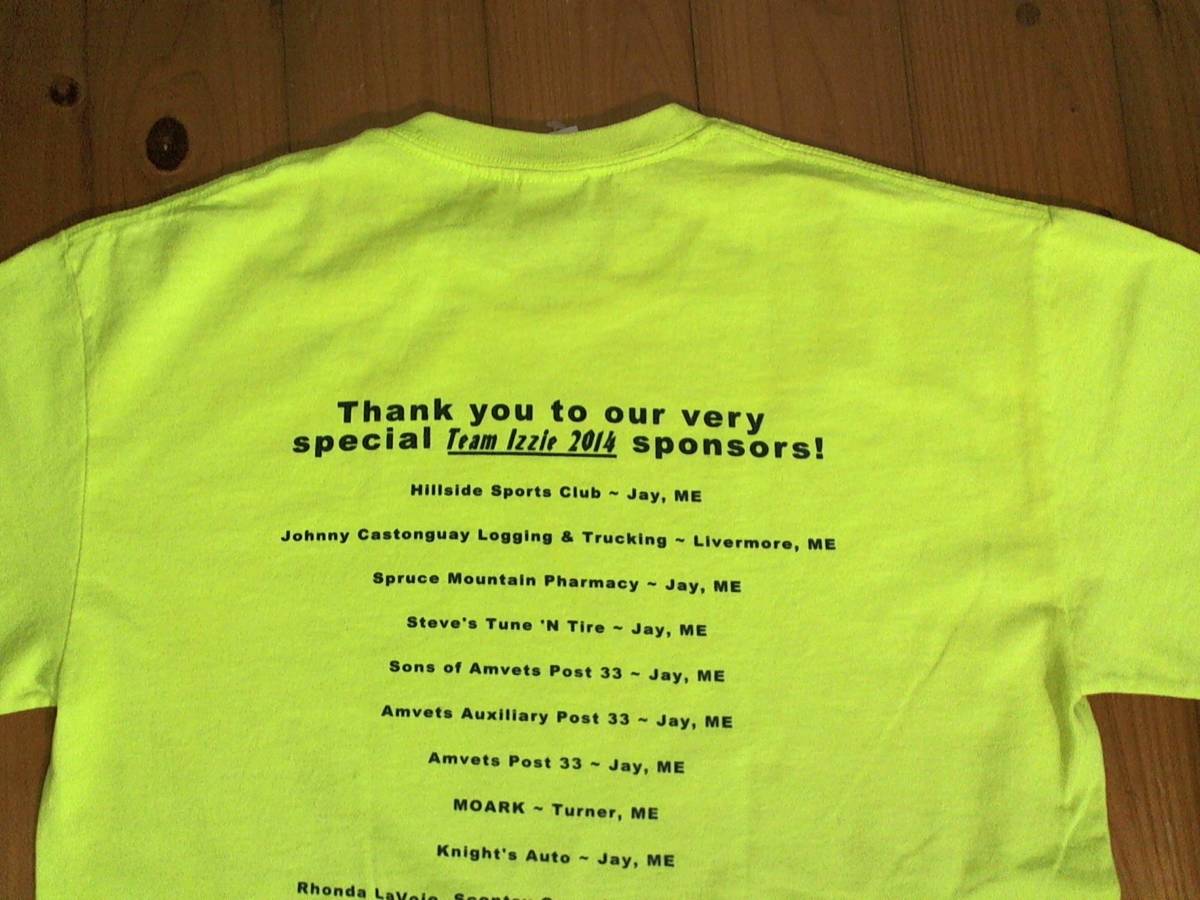 Thank you to our very
special Team Izzie 2014 sponsors!
Hillside Sports Club ~ Jay, ME
Johnny Castonguay Logging & Trucking ~ Livermore, ME
Spruce Mountain Pharmacy ~ Jay, ME
Steve's Tune 'N Tire ~ Jay, ME
Sons of Amvets Post 33 ~ Jay, ME
Amvets Auxiliary Post 33 ~ Jay, ME
Amvets Post 33 ~ Jay, ME
MOARK ~ Turner, ME
Knight's Auto ~ Jay, ME
Rhonda LaVoie